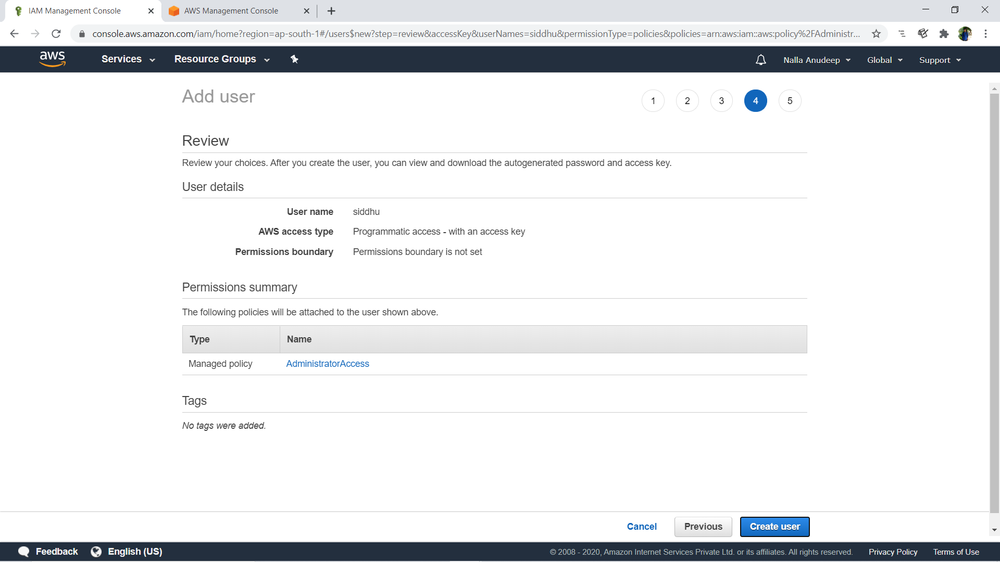 IAM Management Console
AWS Management Console
console.aws.amazon.com/iam/home?region=ap-south-1#/users$new?step=review&accessKey&userNames=siddhu&permissionType=policies&policies=arn:aws:iam::aws:policy%2FAdministr...
aws Services Resource Groups Nalla Anudeep Global Support
Add user 1 2 3 4 5
Review
Review your choices. After you create the user, you can view and download the autogenerated password and access key.
User details
User name siddhu
AWS access type Programmatic access - with an access key
Permissions boundary Permissions boundary is not set
Permissions summary
The following policies will be attached to the user shown above.
Type Name
Managed policy AdministratorAccess
Tags
No tags were added.
Cancel Previous Create user
Feedback English (US) © 2008 - 2020, Amazon Internet Services Private Ltd. or its affiliates. All rights reserved. Privacy Policy Terms of Use